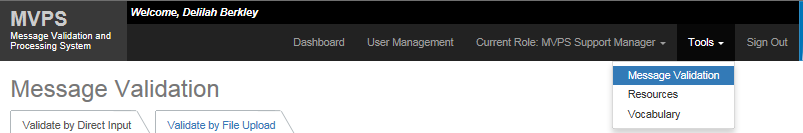 MVPS
Message Validation and
Processing System
Welcome, Delilah Berkley
Dashboard User Management Current Role: MVPS Support Manager Tools Sign Out
Message Validation
Resources
Vocabulary
Message Validation
Validate by Direct Input Validate by File Upload